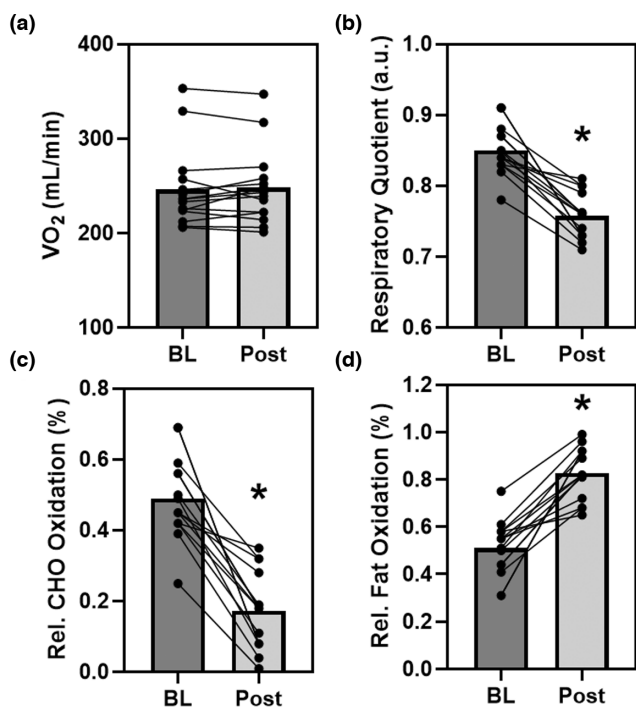 (a)
400
300
200
100
VO2 (mL/min)
BL Post
(b)
1.0
0.9
0.8
0.7
0.6
Respiratory Quotient (a.u.)
*
BL Post
(c)
0.8
0.6
0.4
0.2
0.0
Rel. CHO Oxidation (%)
*
BL Post
(d)
1.2
1.0
0.8
0.6
0.4
0.2
0.0
Rel. Fat Oxidation (%)
*
BL Post